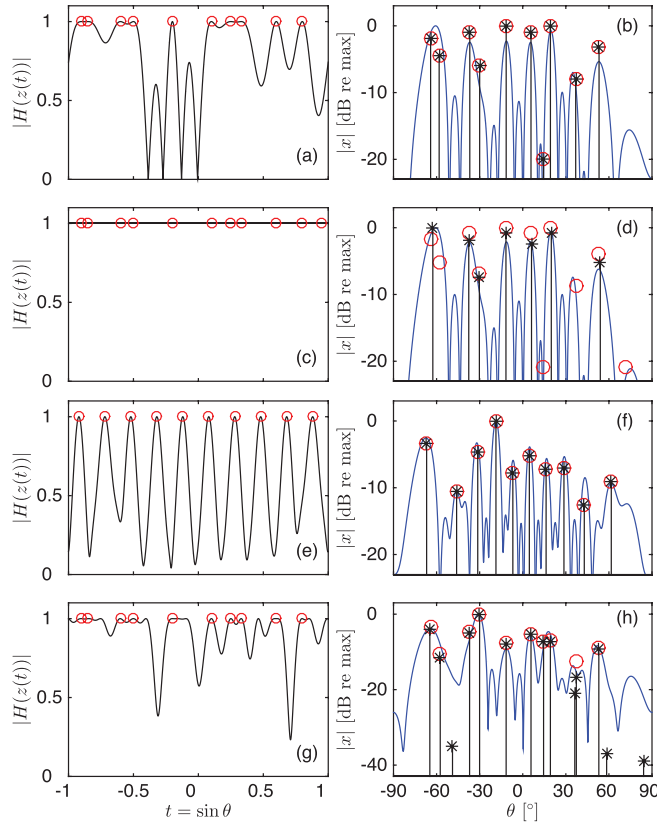 1
0.5
0
|H(z(t))|
(a)
0
-10
-20
|x| [dB re max]
(b)
1
0.5
0
|H(z(t))|
(c)
0
-10
-20
|x| [dB re max]
(d)
1
0.5
0
|H(z(t))|
(e)
0
-10
-20
|x| [dB re max]
(f)
1
0.5
0
|H(z(t))|
(g)
-1
-0.5
0
0.5
1
t = sin θ
0
-20
-40
|x| [dB re max]
(h)
-90
-60
-30
0
30
60
90
θ [°]